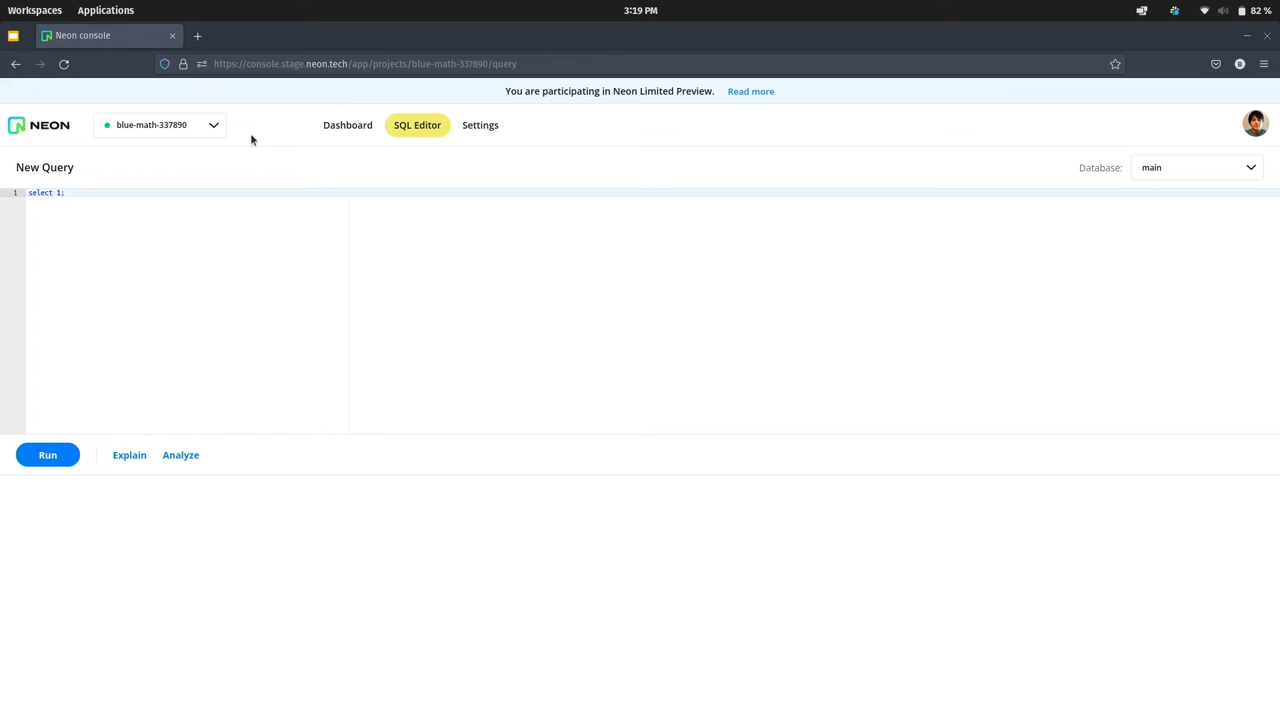 Workspaces Applications 3:19 PM 82 %
Neon console
https://console.stage.neon.tech/app/projects/blue-math-337890/query
You are participating in Neon Limited Preview. Read more
NEON blue-math-337890 Dashboard SQL Editor Settings
New Query Database: main
1 select 1;
Run Explain Analyze